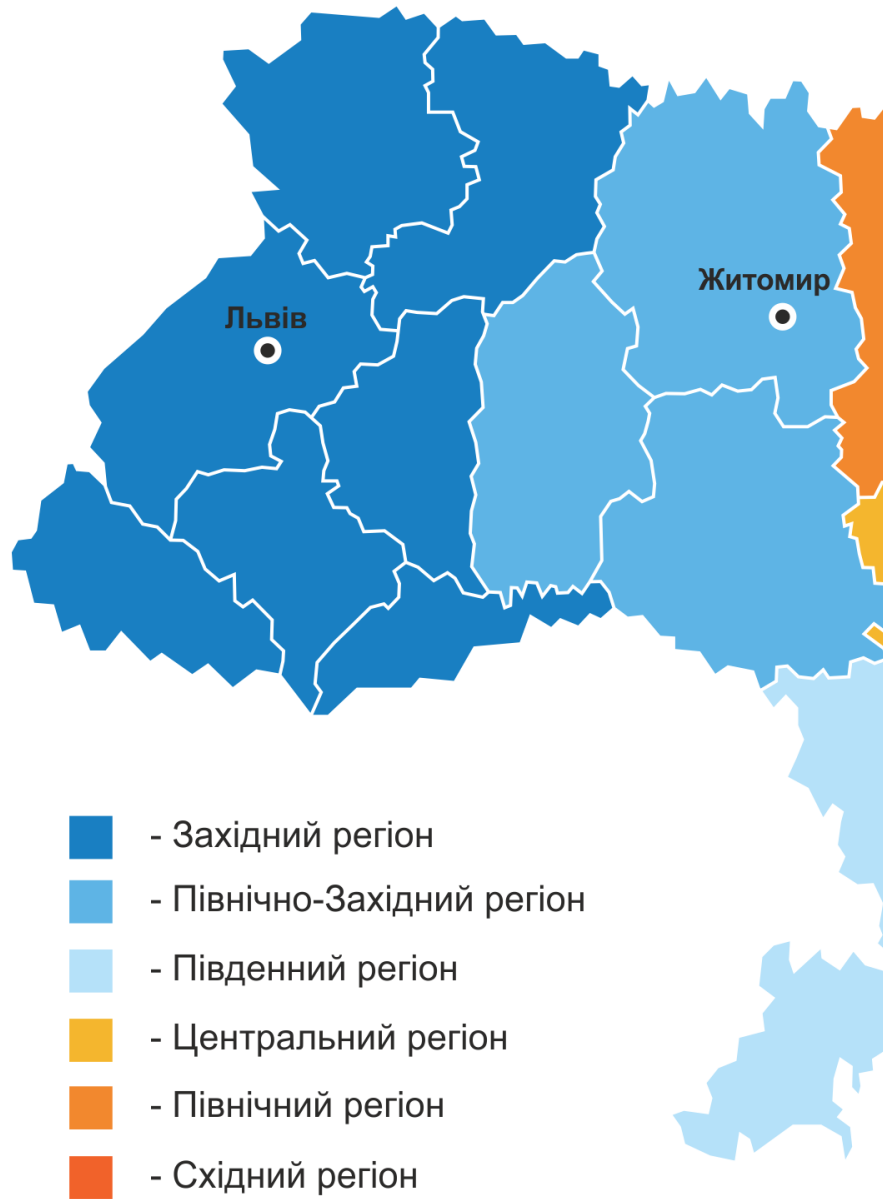 Житомир
Львів
- Західний регіон
- Північно-Західний регіон
- Південний регіон
- Центральний регіон
- Північний регіон
- Східний регіон